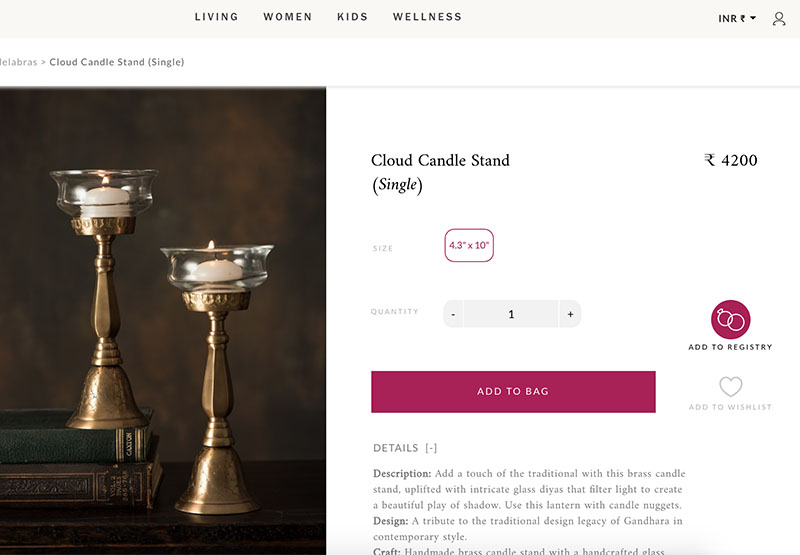 LIVING WOMEN KIDS WELLNESS
INR ₹
> Cloud Candle Stand (Single)
Cloud Candle Stand
(Single)
₹ 4200
SIZE
4.3" x 10"
QUANTITY
- 1 +
ADD TO REGISTRY
ADD TO BAG
ADD TO WISHLIST
DETAILS [-]
Description: Add a touch of the traditional with this brass candle
stand, uplifted with intricate glass diyas that filter light to create
a beautiful play of shadow. Use this lantern with candle nuggets.
Design: A tribute to the traditional design legacy of Gandhara in
contemporary style.
Craft: Handmade brass candle stand with a handcrafted glass
CAXTON